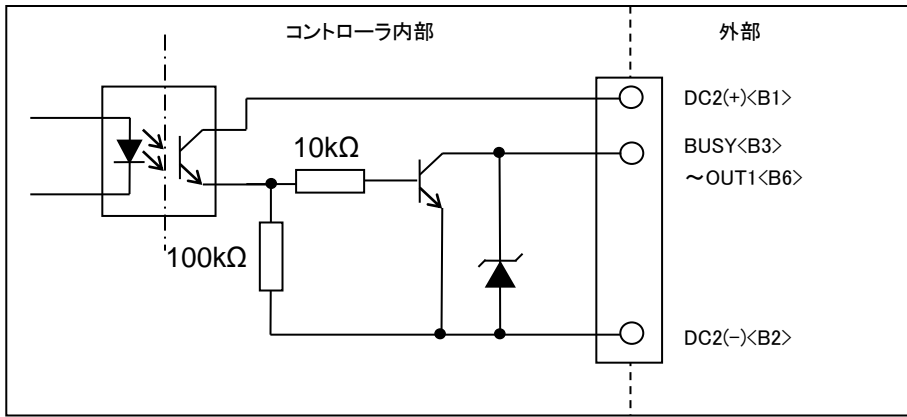 コントローラ内部
外部
DC2(+)<B1>
BUSY<B3>
～OUT1<B6>
10kΩ
100kΩ
DC2(-)<B2>